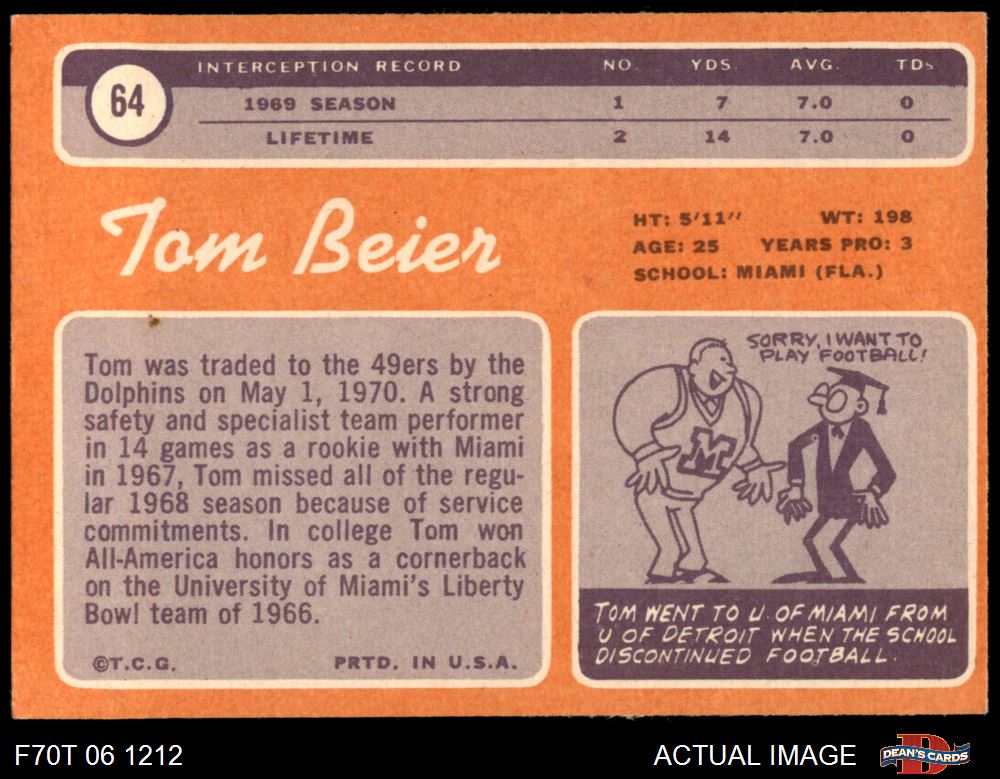 64
INTERCEPTION RECORD NO. YDS. AVG. TDs
1969 SEASON 1 7 7.0 0
LIFETIME 2 14 7.0 0
Tom Beier
HT: 5'11" WT: 198
AGE: 25 YEARS PRO: 3
SCHOOL: MIAMI (FLA.)
Tom was traded to the 49ers by the
Dolphins on May 1, 1970. A strong
safety and specialist team performer
in 14 games as a rookie with Miami
in 1967, Tom missed all of the regu-
lar 1968 season because of service
commitments. In college Tom won
All-America honors as a cornerback
on the University of Miami's Liberty
Bowl team of 1966.
©T.C.G. PRTD. IN U.S.A.
SORRY, I WANT TO
PLAY FOOTBALL!
M
TOM WENT TO U. OF MIAMI FROM
U OF DETROIT WHEN THE SCHOOL
DISCONTINUED FOOTBALL.
F70T 06 1212 ACTUAL IMAGE
D
DEAN'S CARDS